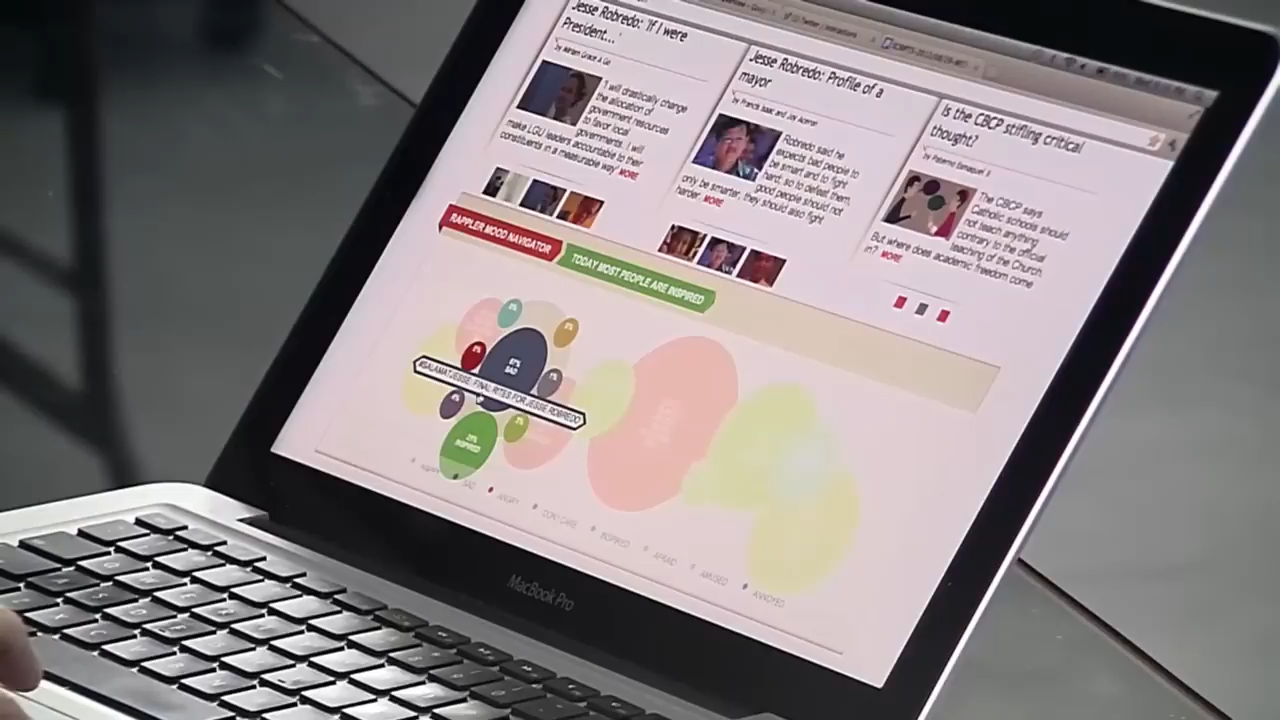 Jesse Robredo: 'If I were
President...'
by Miriam Grace A Go
'I will drastically change
the allocation of
government resources
to favor local
governments. I will
make LGU leaders accountable to their
constituents in a measurable way' MORE
Jesse Robredo: Profile of a
mayor
Robredo said he
expects bad people to
be smart and to fight
hard; so to defeat them,
good people should not
only be smarter, they should also fight
harder. MORE
Is the CBCP stifling critical
thought?
by Paterno Esmaquel II
The CBCP says
Catholic schools should
not teach anything
contrary to the official
teaching of the Church.
But where does academic freedom come
in? MORE
RAPPLER MOOD NAVIGATOR
TODAY MOST PEOPLE ARE INSPIRED
SAD
#SALAMATJESSE: FINAL RITES FOR JESSE ROBREDO
INSPIRED
SAD
ANGRY
DON'T CARE
INSPIRED
AFRAID
AMUSED
ANNOYED
MacBook Pro